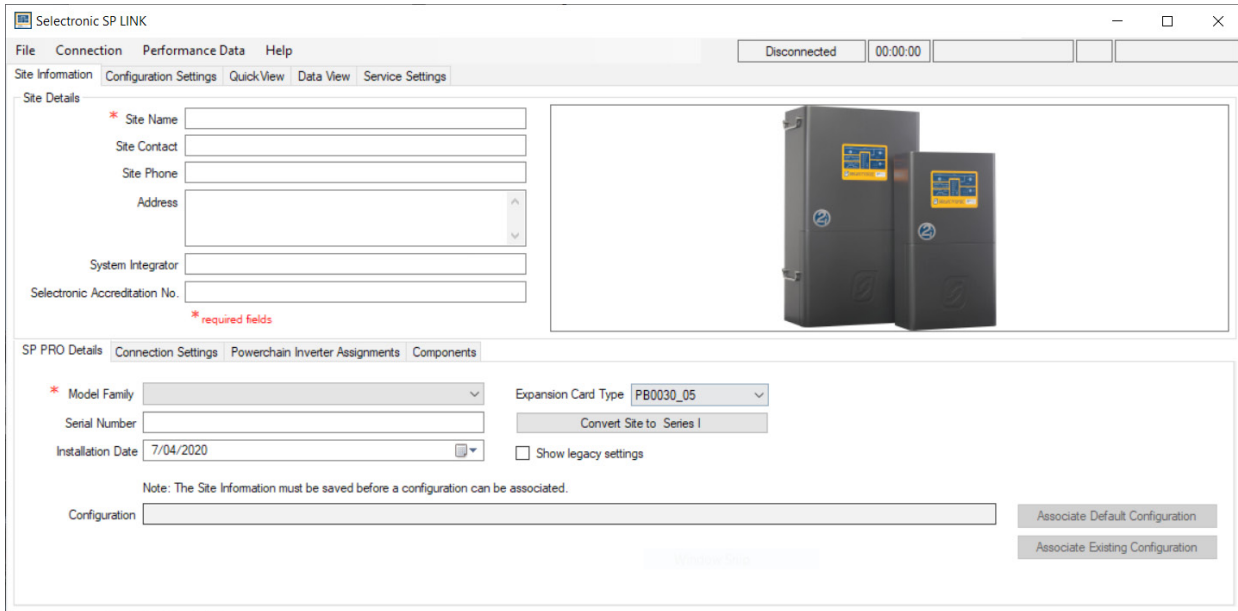 Selectronic SP LINK
File Connection Performance Data Help Disconnected 00:00:00
Site Information Configuration Settings QuickView Data View Service Settings
Site Details
* Site Name
Site Contact
Site Phone
Address
System Integrator
Selectronic Accreditation No.
* required fields
SP PRO Details Connection Settings Powerchain Inverter Assignments Components
* Model Family Expansion Card Type PB0030_05
Serial Number Convert Site to Series I
Installation Date 7/04/2020 Show legacy settings
Note: The Site Information must be saved before a configuration can be associated.
Configuration Associate Default Configuration
Associate Existing Configuration